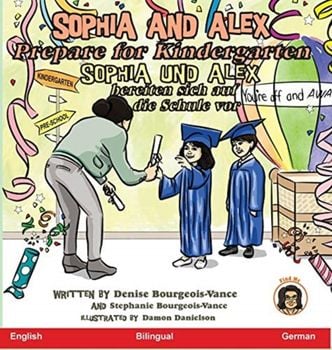 SOPHIA AND ALEX
Prepare for Kindergarten
SOPHIA UND ALEX
bereiten sich auf
die Schule vor
KINDERGARTEN
PRE-SCHOOL
You're off and AWA
WRITTEN BY Denise Bourgeois-Vance
AND Stephanie Bourgeois-Vance
ILLUSTRATED BY Damon Danielson
Find Me
English Bilingual German